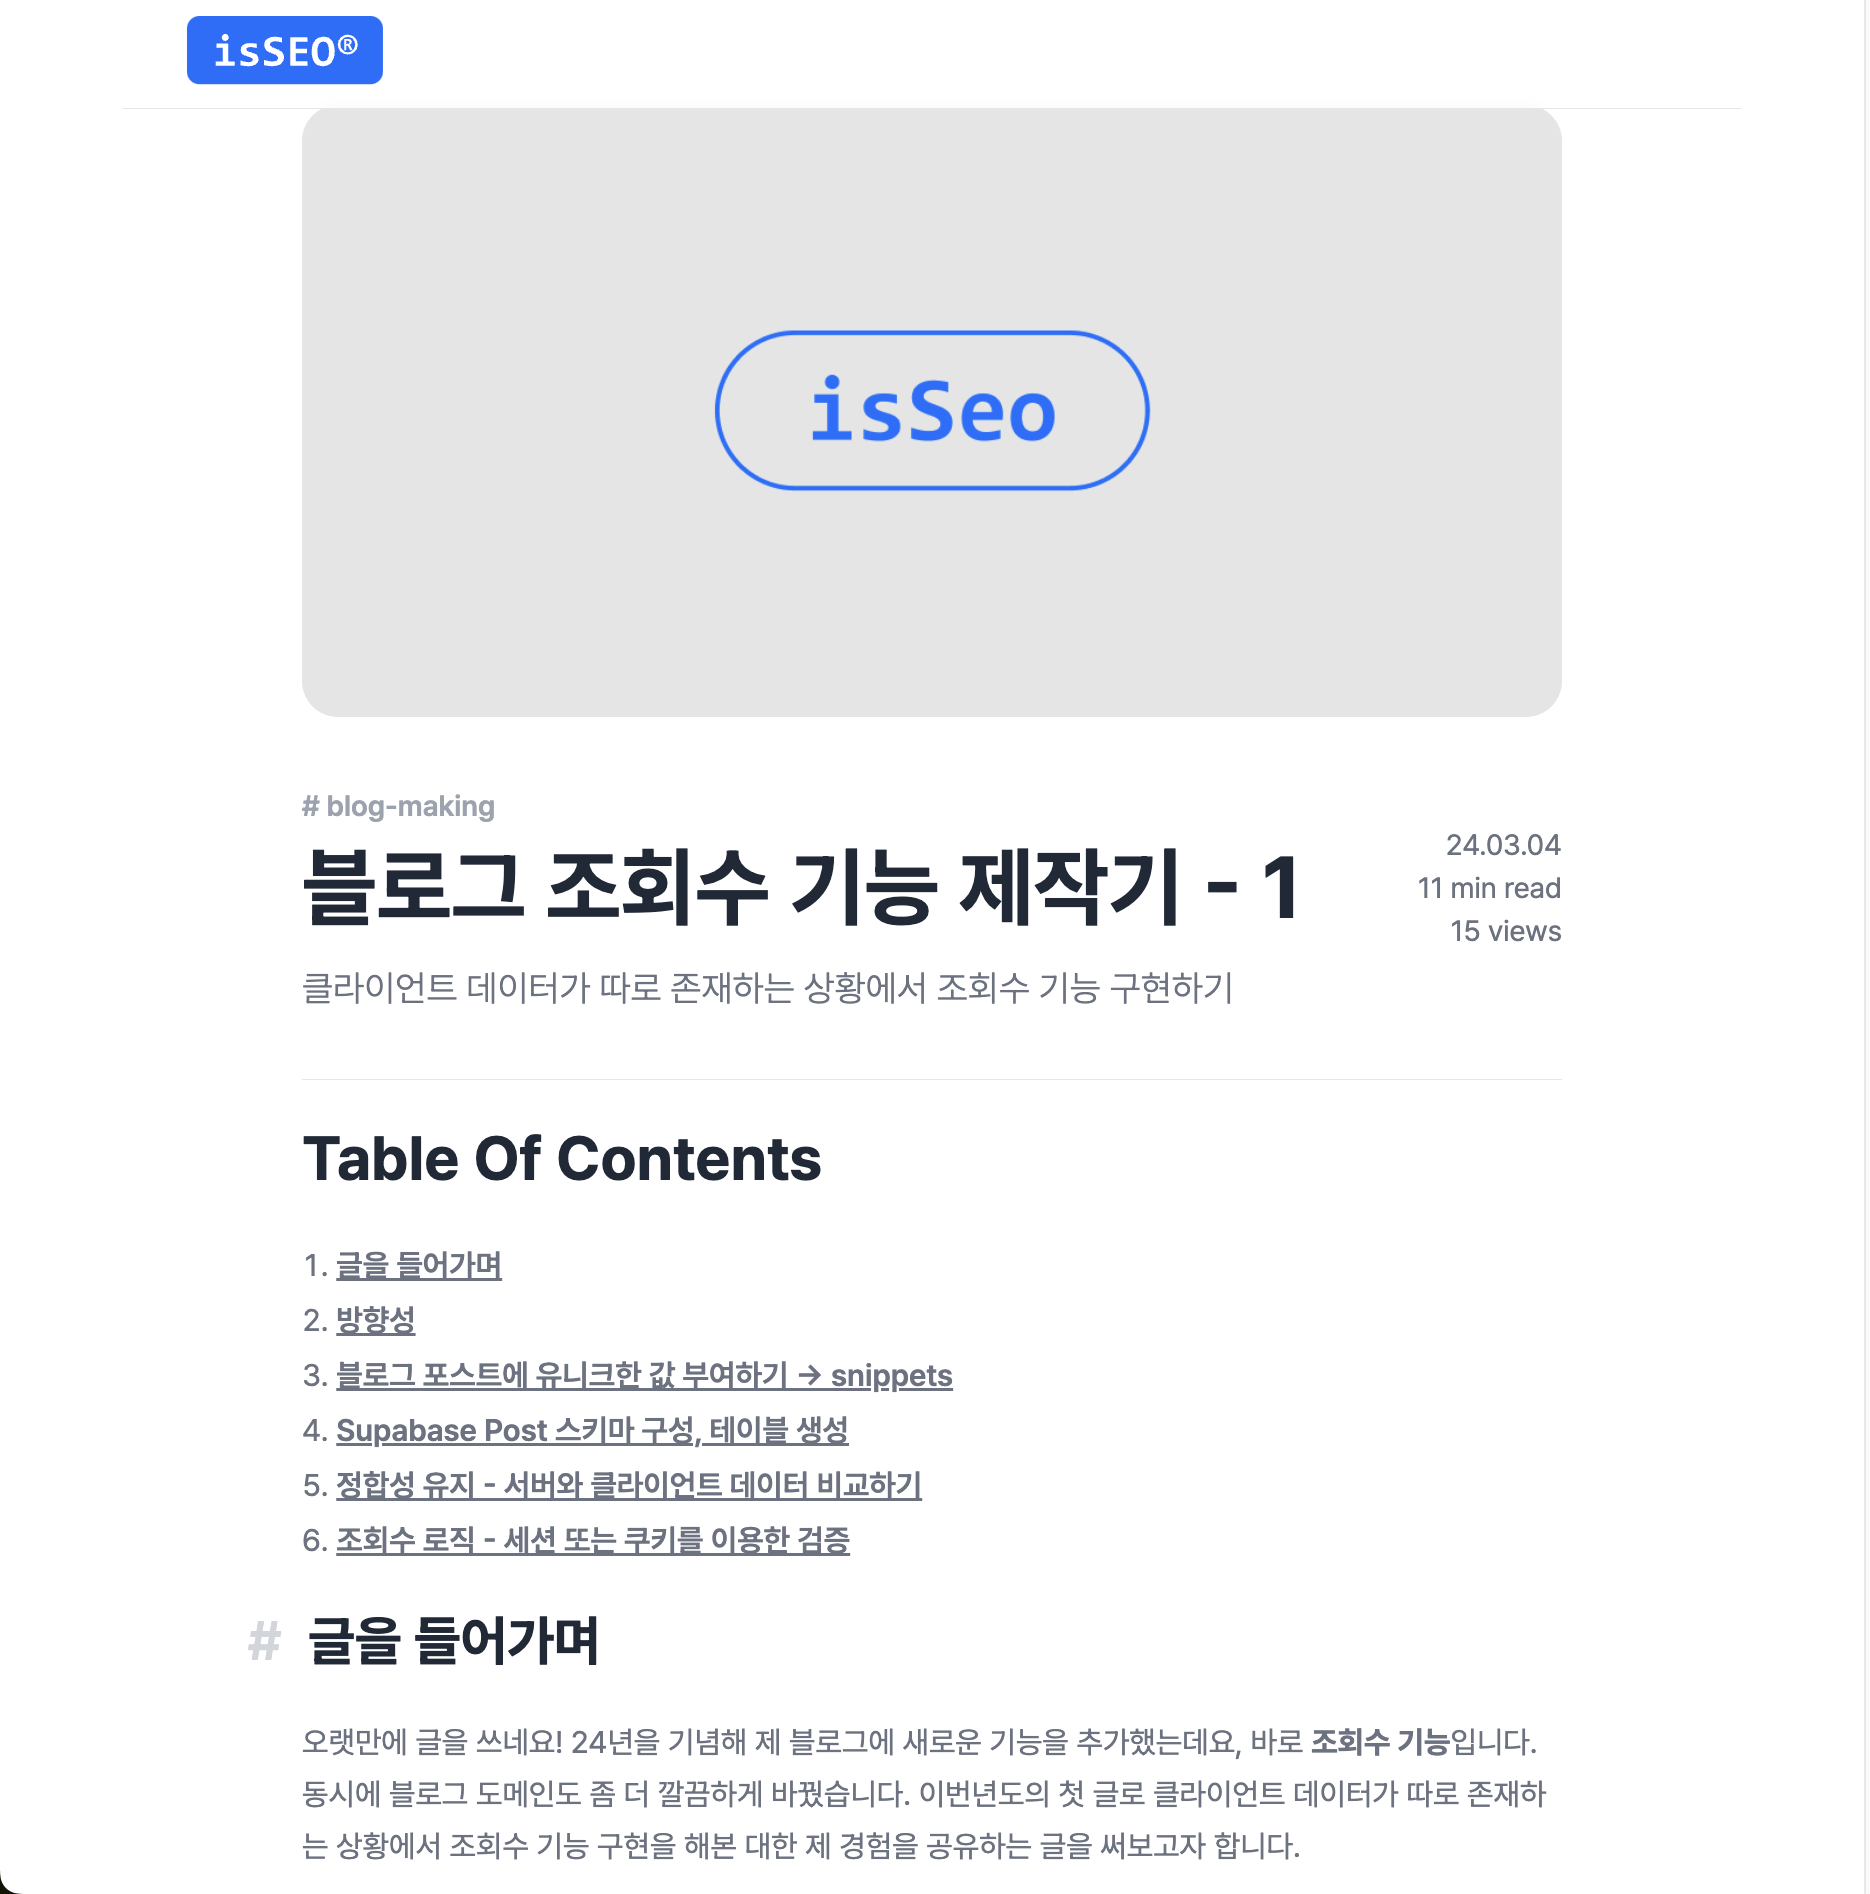 isSEO®
isSeo
# blog-making
블로그 조회수 기능 제작기 - 1
24.03.04
11 min read
15 views
클라이언트 데이터가 따로 존재하는 상황에서 조회수 기능 구현하기
Table Of Contents
1. 글을 들어가며
2. 방향성
3. 블로그 포스트에 유니크한 값 부여하기 → snippets
4. Supabase Post 스키마 구성, 테이블 생성
5. 정합성 유지 - 서버와 클라이언트 데이터 비교하기
6. 조회수 로직 - 세션 또는 쿠키를 이용한 검증
# 글을 들어가며
오랫만에 글을 쓰네요! 24년을 기념해 제 블로그에 새로운 기능을 추가했는데요, 바로 조회수 기능입니다.
동시에 블로그 도메인도 좀 더 깔끔하게 바꿨습니다. 이번년도의 첫 글로 클라이언트 데이터가 따로 존재하
는 상황에서 조회수 기능 구현을 해본 대한 제 경험을 공유하는 글을 써보고자 합니다.